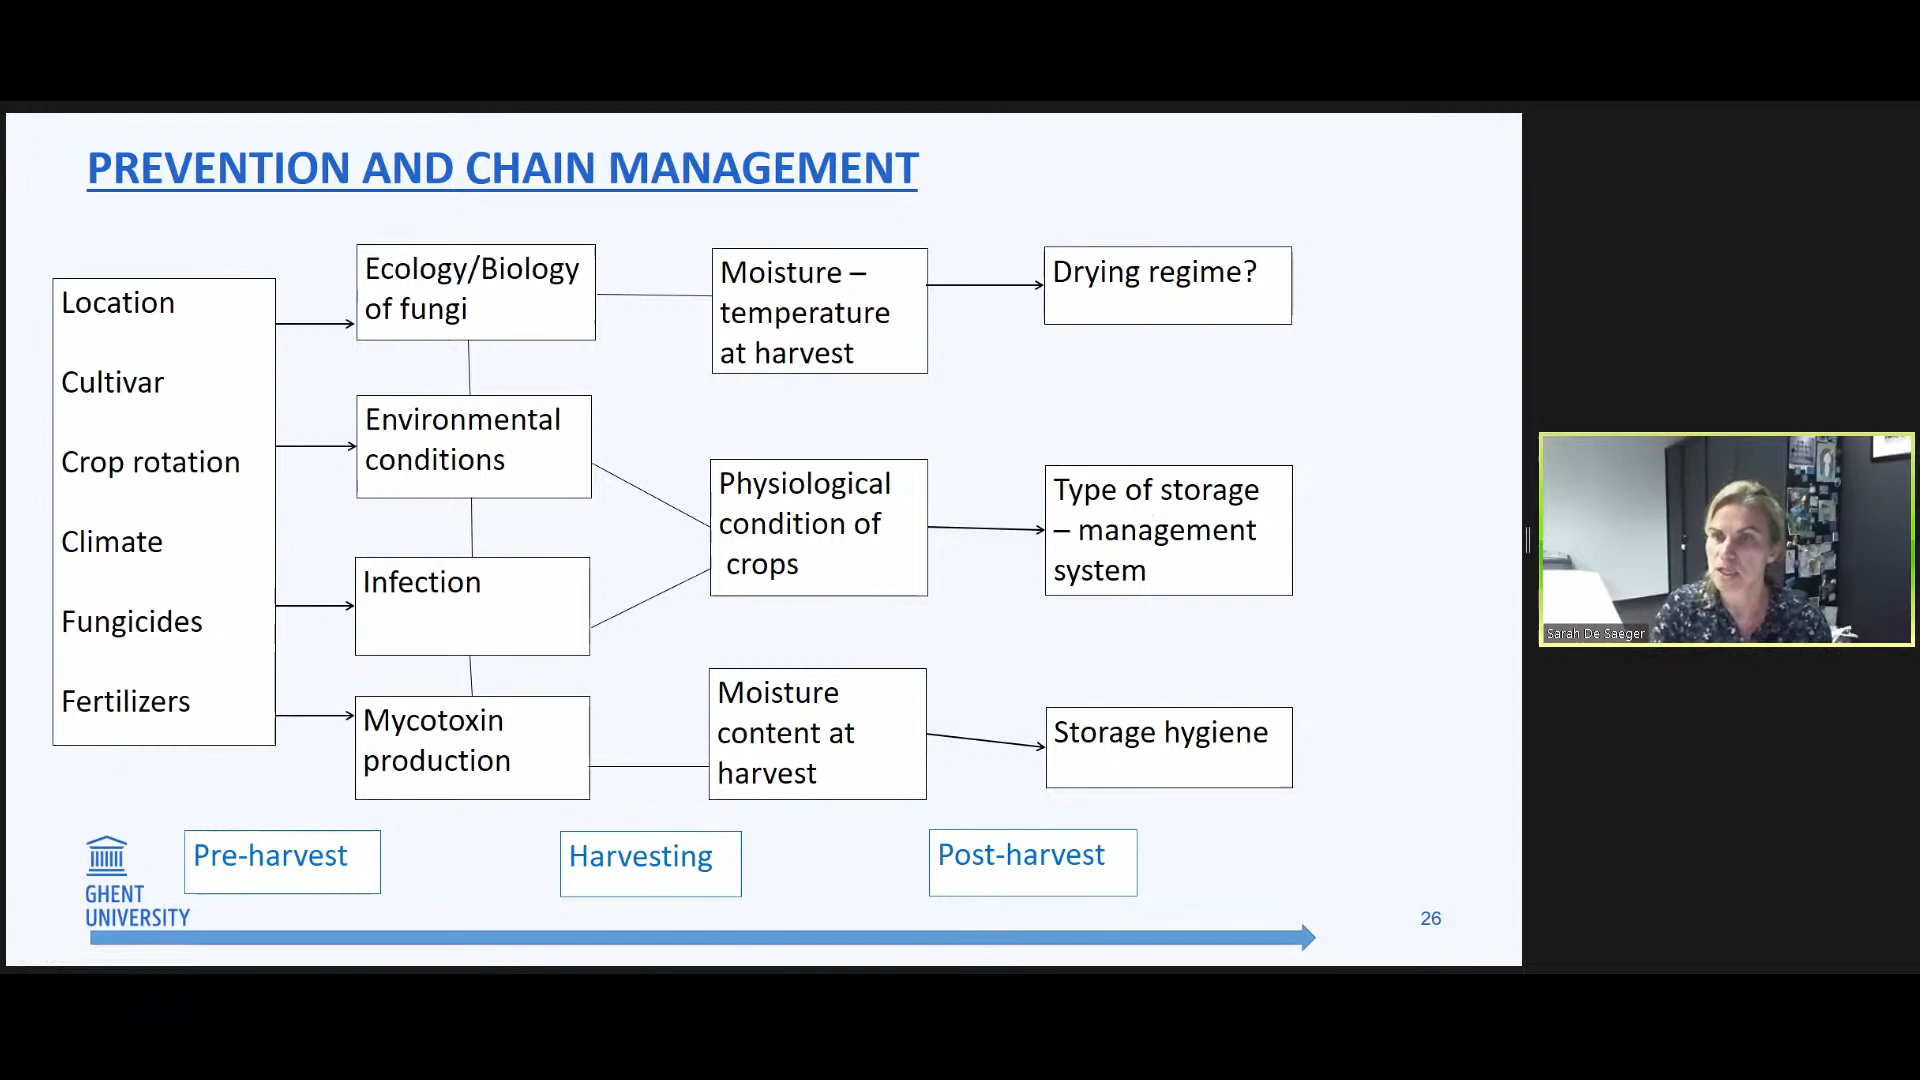 PREVENTION AND CHAIN MANAGEMENT
Location
Cultivar
Crop rotation
Climate
Fungicides
Fertilizers
Ecology/Biology
of fungi
Environmental
conditions
Infection
Mycotoxin
production
Moisture –
temperature
at harvest
Physiological
condition of
crops
Moisture
content at
harvest
Drying regime?
Type of storage
– management
system
Storage hygiene
Pre-harvest
Harvesting
Post-harvest
GHENT
UNIVERSITY
26
Sarah De Saeger